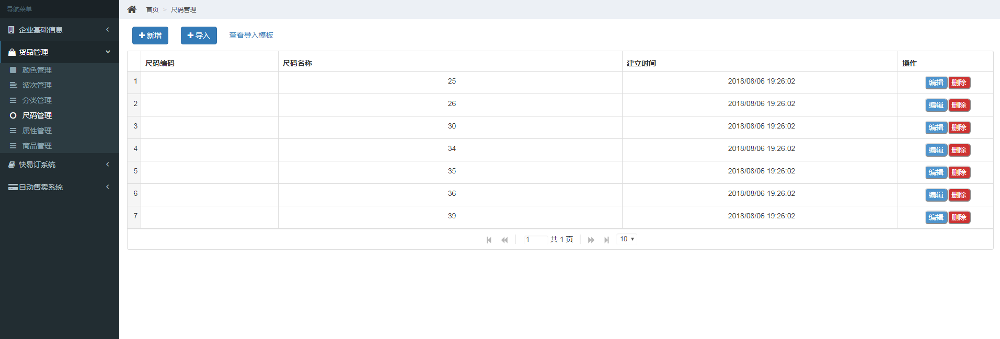 导航菜单
首页 > 尺码管理
企业基础信息
货品管理
颜色管理
波次管理
分类管理
尺码管理
属性管理
商品管理
快易订系统
自动售卖系统
新增 导入 查看导入模板
尺码编码 尺码名称 建立时间 操作
1 25 2018/08/06 19:26:02 编辑 删除
2 26 2018/08/06 19:26:02 编辑 删除
3 30 2018/08/06 19:26:02 编辑 删除
4 34 2018/08/06 19:26:02 编辑 删除
5 35 2018/08/06 19:26:02 编辑 删除
6 36 2018/08/06 19:26:02 编辑 删除
7 39 2018/08/06 19:26:02 编辑 删除
1 共 1 页 10